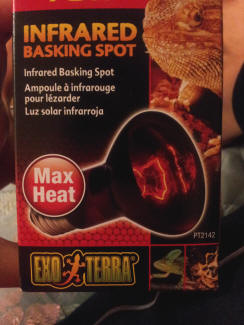 INFRARED
BASKING SPOT
Infrared Basking Spot
Ampoule à infrarouge
pour lézarder
Luz solar infrarroja
Max
Heat
PT2142
EXO TERRA